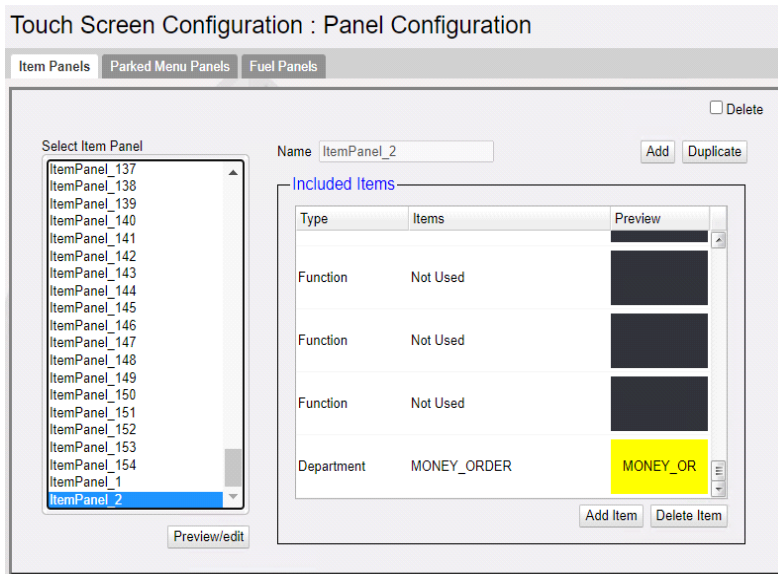 Touch Screen Configuration : Panel Configuration
Item Panels Parked Menu Panels Fuel Panels
Delete
Select Item Panel
ItemPanel_137
ItemPanel_138
ItemPanel_139
ItemPanel_140
ItemPanel_141
ItemPanel_142
ItemPanel_143
ItemPanel_144
ItemPanel_145
ItemPanel_146
ItemPanel_147
ItemPanel_148
ItemPanel_149
ItemPanel_150
ItemPanel_151
ItemPanel_152
ItemPanel_153
ItemPanel_154
ItemPanel_1
ItemPanel_2
Preview/edit
Name ItemPanel_2 Add Duplicate
Included Items
Type Items Preview
Function Not Used
Function Not Used
Function Not Used
Department MONEY_ORDER MONEY_OR
Add Item Delete Item